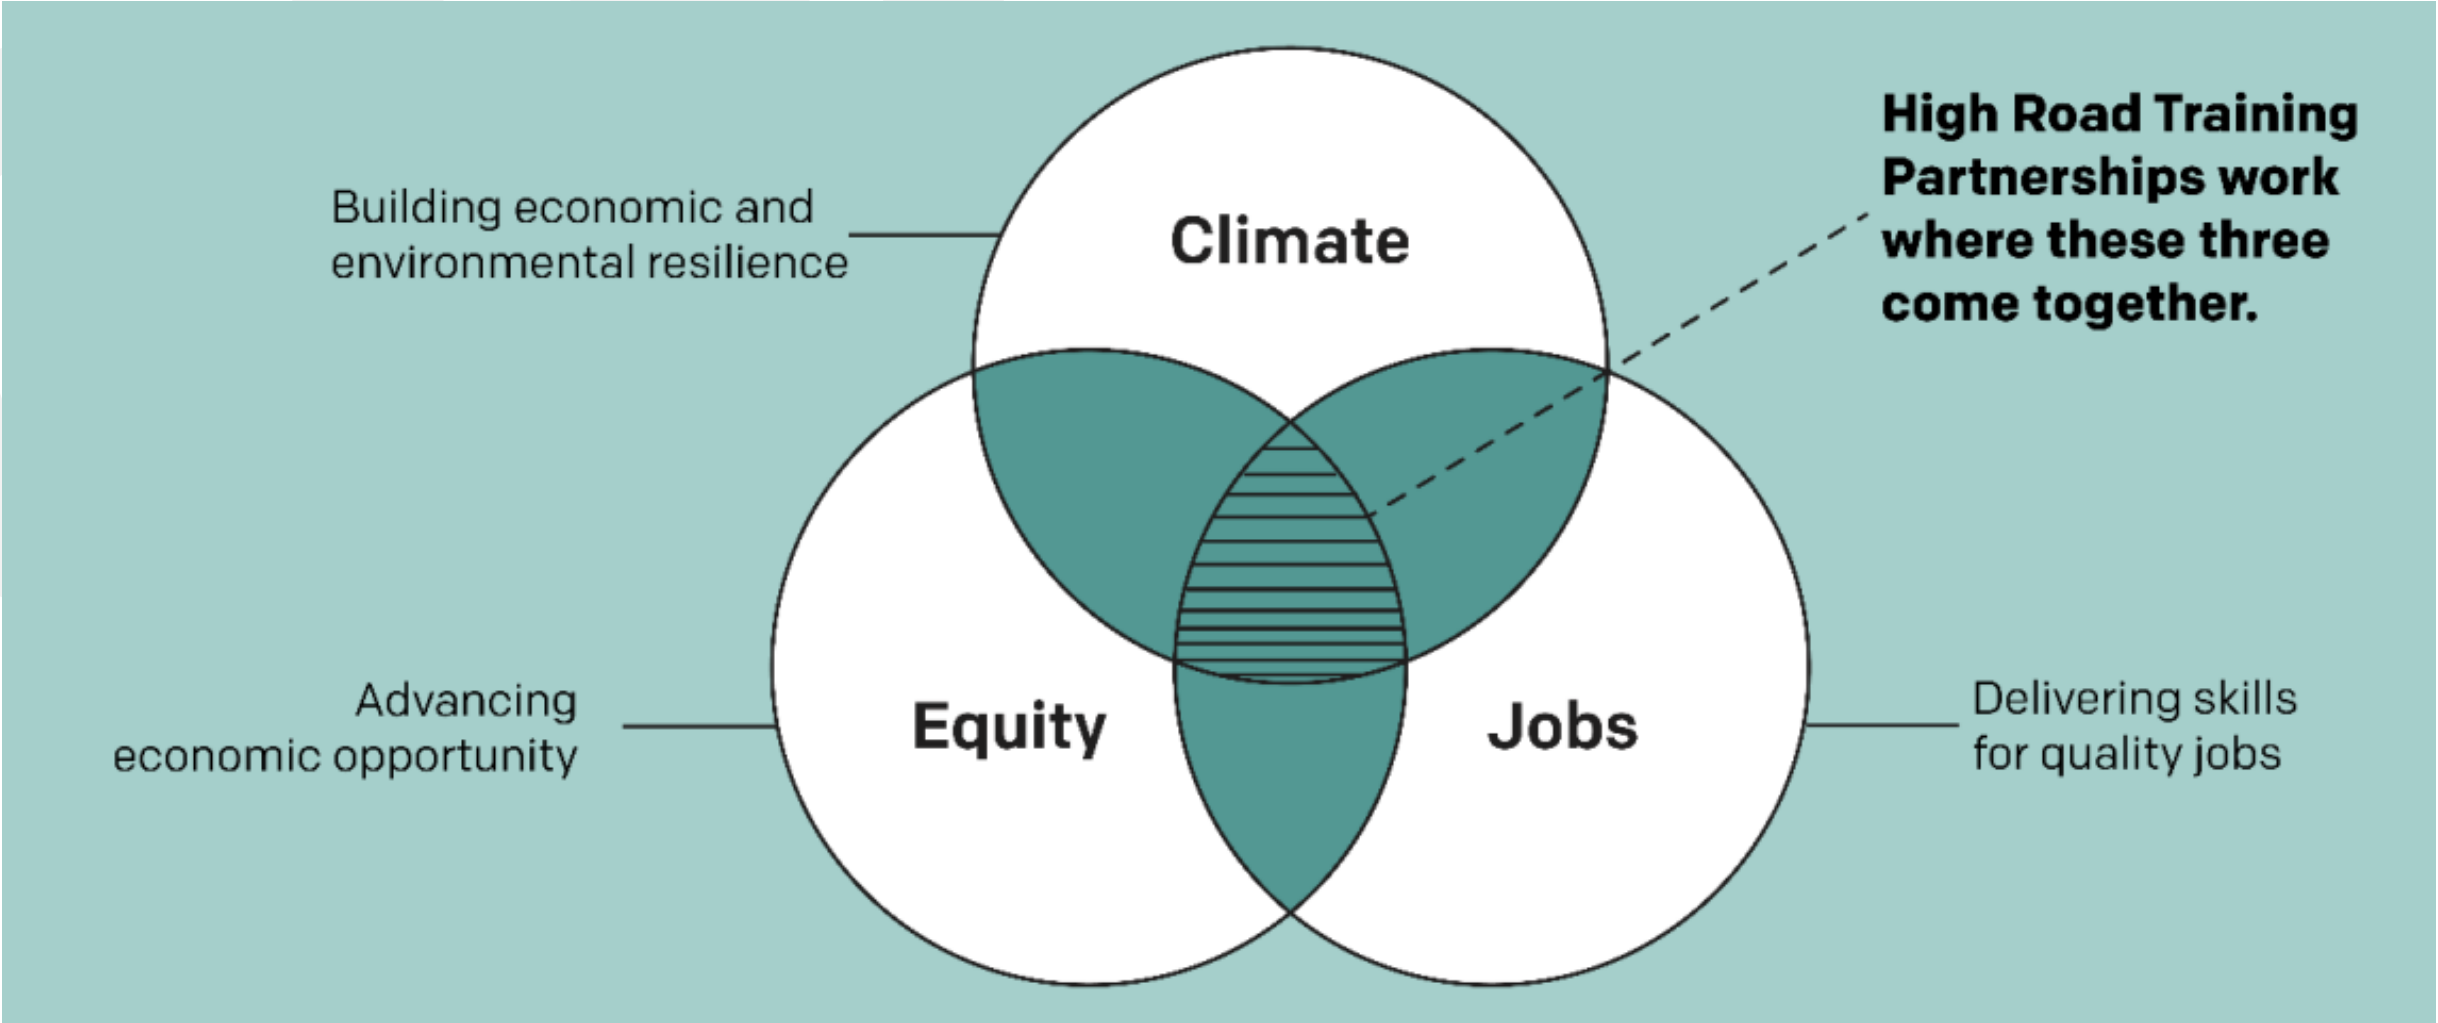 Climate
High Road Training
Partnerships work
where these three
come together.
Building economic and
environmental resilience
Equity
Jobs
Advancing
economic opportunity
Delivering skills
for quality jobs